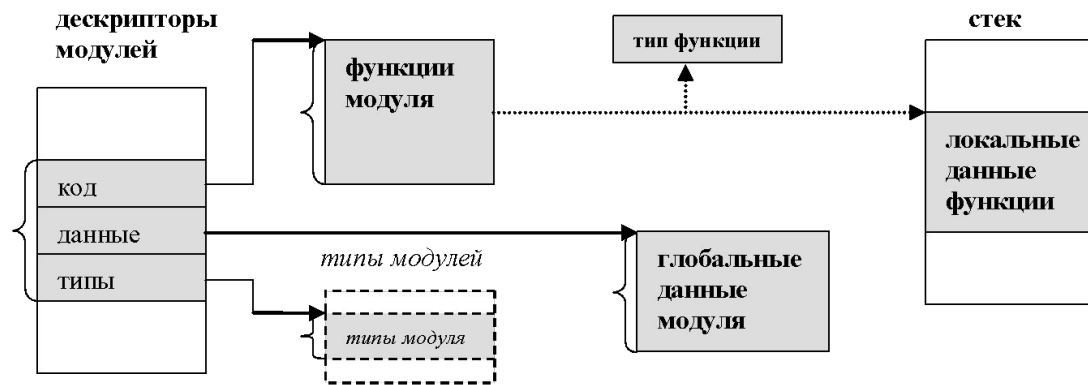 дескрипторы
модулей
код
данные
типы
функции
модуля
тип функции
стек
локальные
данные
функции
типы модулей
типы модуля
глобальные
данные
модуля